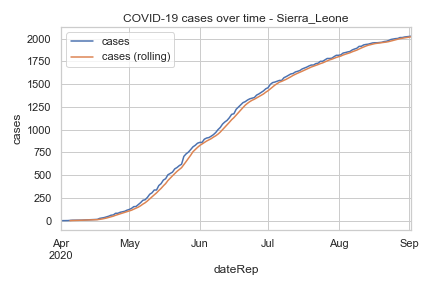 COVID-19 cases over time - Sierra_Leone
cases
cases (rolling)
2000
1750
1500
1250
1000
750
500
250
0
cases
Apr
2020
May
Jun
Jul
Aug
Sep
dateRep